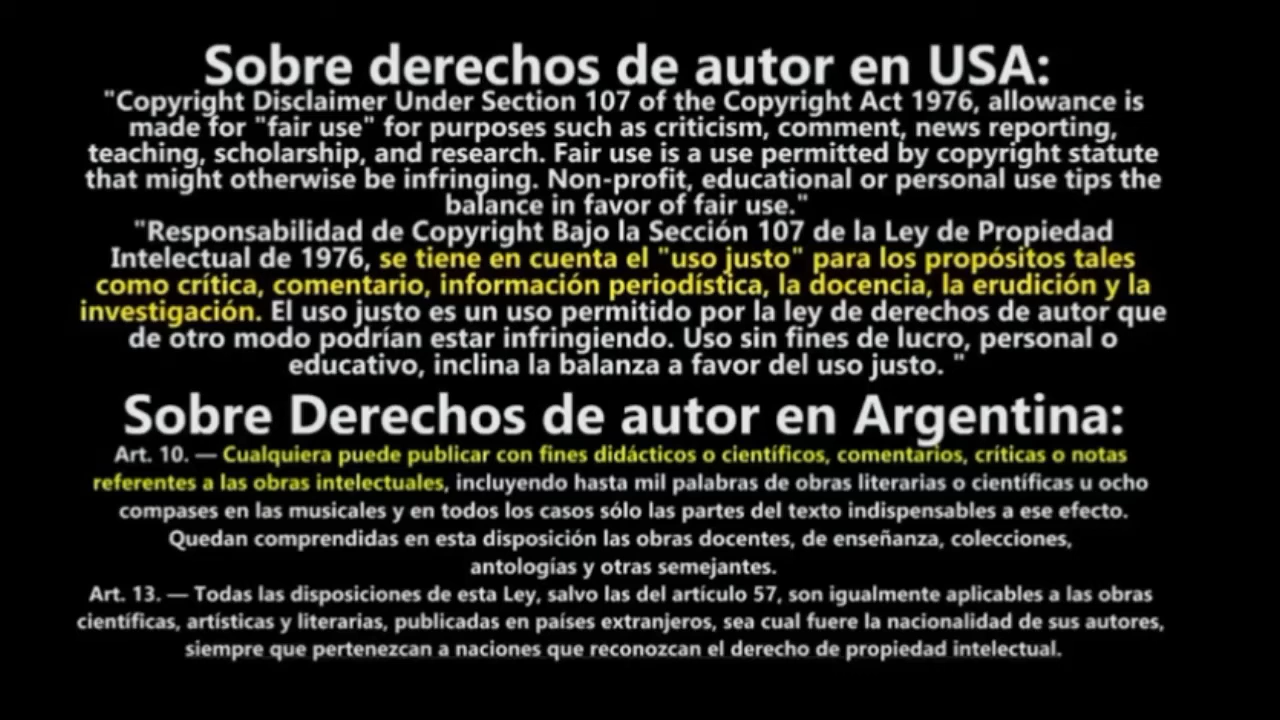 Sobre derechos de autor en USA:
"Copyright Disclaimer Under Section 107 of the Copyright Act 1976, allowance is
made for "fair use" for purposes such as criticism, comment, news reporting,
teaching, scholarship, and research. Fair use is a use permitted by copyright statute
that might otherwise be infringing. Non-profit, educational or personal use tips the
balance in favor of fair use."
"Responsabilidad de Copyright Bajo la Sección 107 de la Ley de Propiedad
Intelectual de 1976, se tiene en cuenta el "uso justo" para los propósitos tales
como crítica, comentario, información periodística, la docencia, la erudición y la
investigación. El uso justo es un uso permitido por la ley de derechos de autor que
de otro modo podrían estar infringiendo. Uso sin fines de lucro, personal o
educativo, inclina la balanza a favor del uso justo. "
Sobre Derechos de autor en Argentina:
Art. 10. — Cualquiera puede publicar con fines didácticos o científicos, comentarios, críticas o notas
referentes a las obras intelectuales, incluyendo hasta mil palabras de obras literarias o científicas u ocho
compases en las musicales y en todos los casos sólo las partes del texto indispensables a ese efecto.
Quedan comprendidas en esta disposición las obras docentes, de enseñanza, colecciones,
antologías y otras semejantes.
Art. 13. — Todas las disposiciones de esta Ley, salvo las del artículo 57, son igualmente aplicables a las obras
científicas, artísticas y literarias, publicadas en países extranjeros, sea cual fuere la nacionalidad de sus autores,
siempre que pertenezcan a naciones que reconozcan el derecho de propiedad intelectual.